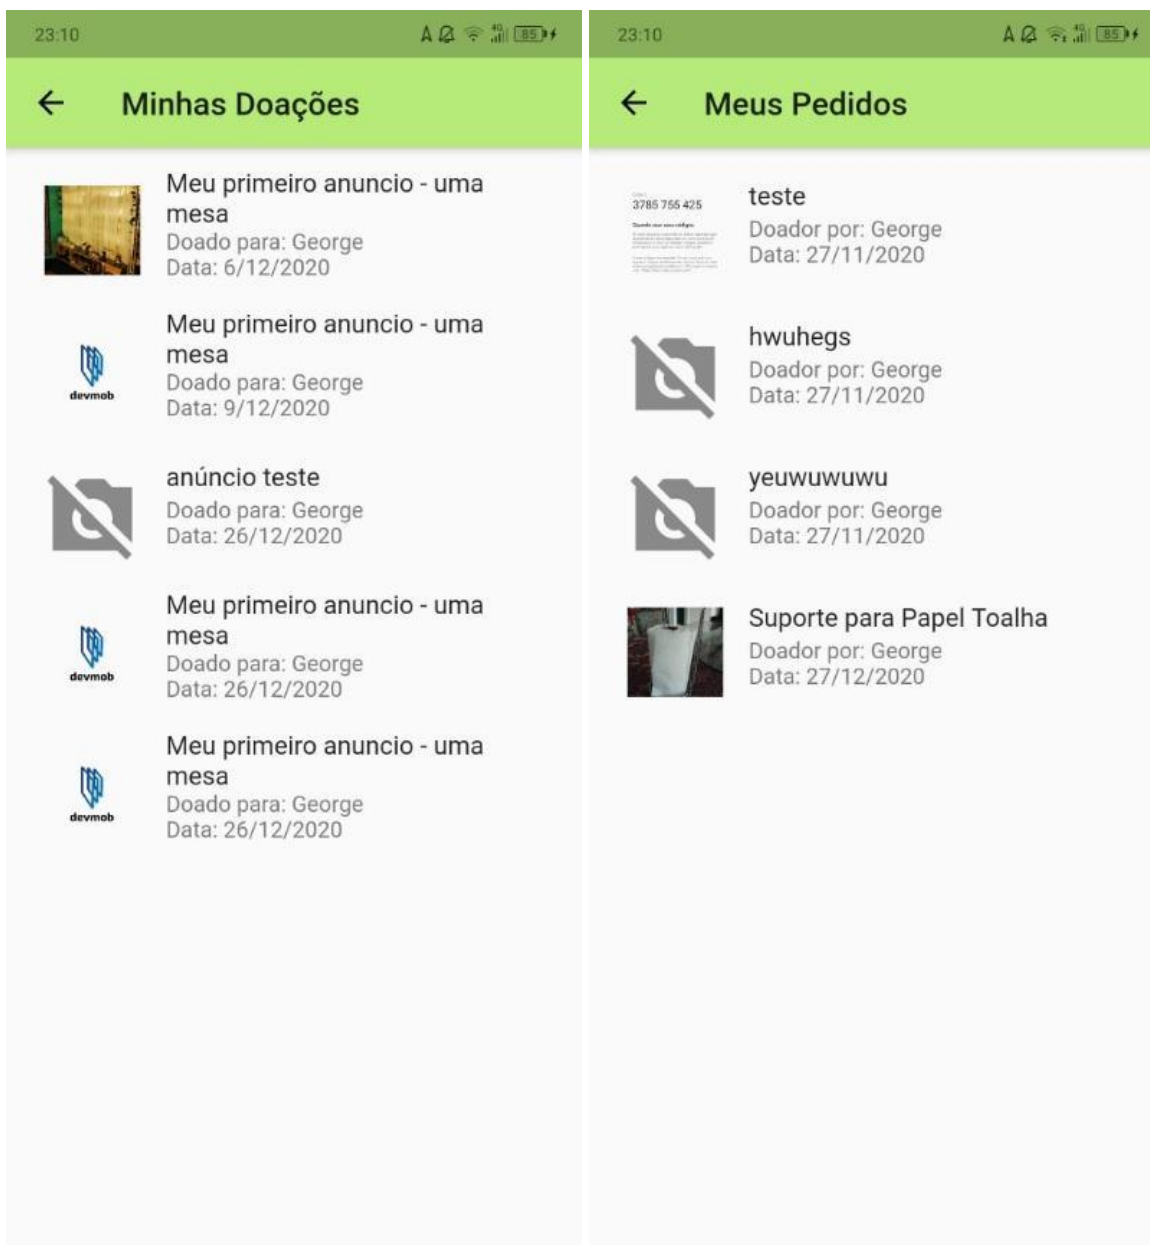 23:10
A 4G 85
Minhas Doações
Meu primeiro anuncio - uma
mesa
Doado para: George
Data: 6/12/2020
devmob
Meu primeiro anuncio - uma
mesa
Doado para: George
Data: 9/12/2020
anúncio teste
Doado para: George
Data: 26/12/2020
devmob
Meu primeiro anuncio - uma
mesa
Doado para: George
Data: 26/12/2020
devmob
Meu primeiro anuncio - uma
mesa
Doado para: George
Data: 26/12/2020
23:10
A 4G 85
Meus Pedidos
3785 755 425
teste
Doador por: George
Data: 27/11/2020
hwuhegs
Doador por: George
Data: 27/11/2020
yeuwuwuwu
Doador por: George
Data: 27/11/2020
Suporte para Papel Toalha
Doador por: George
Data: 27/12/2020